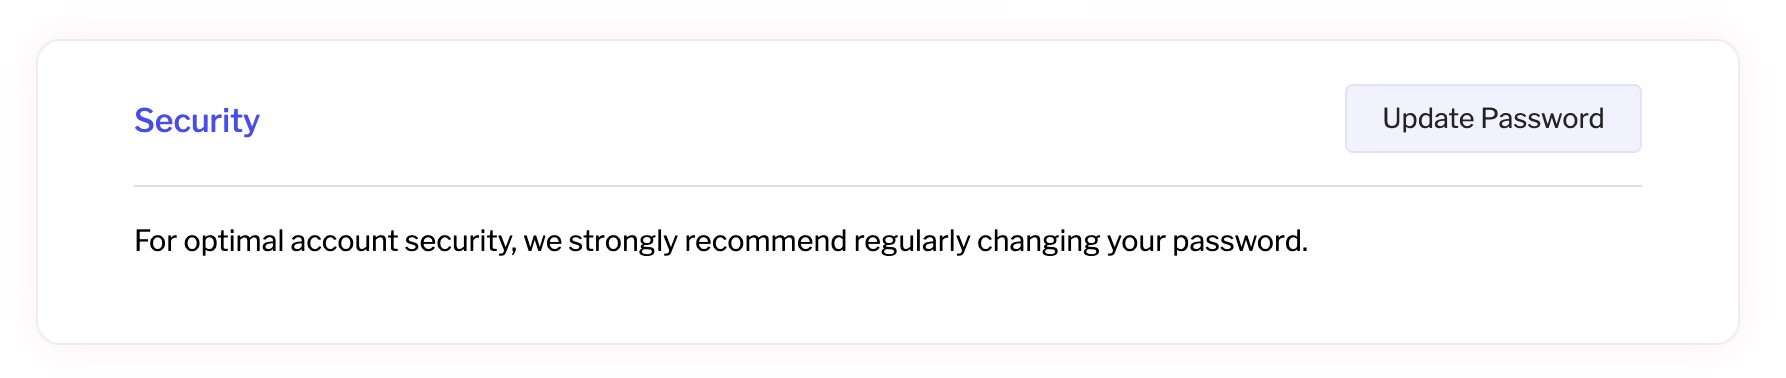 Security
Update Password
For optimal account security, we strongly recommend regularly changing your password.